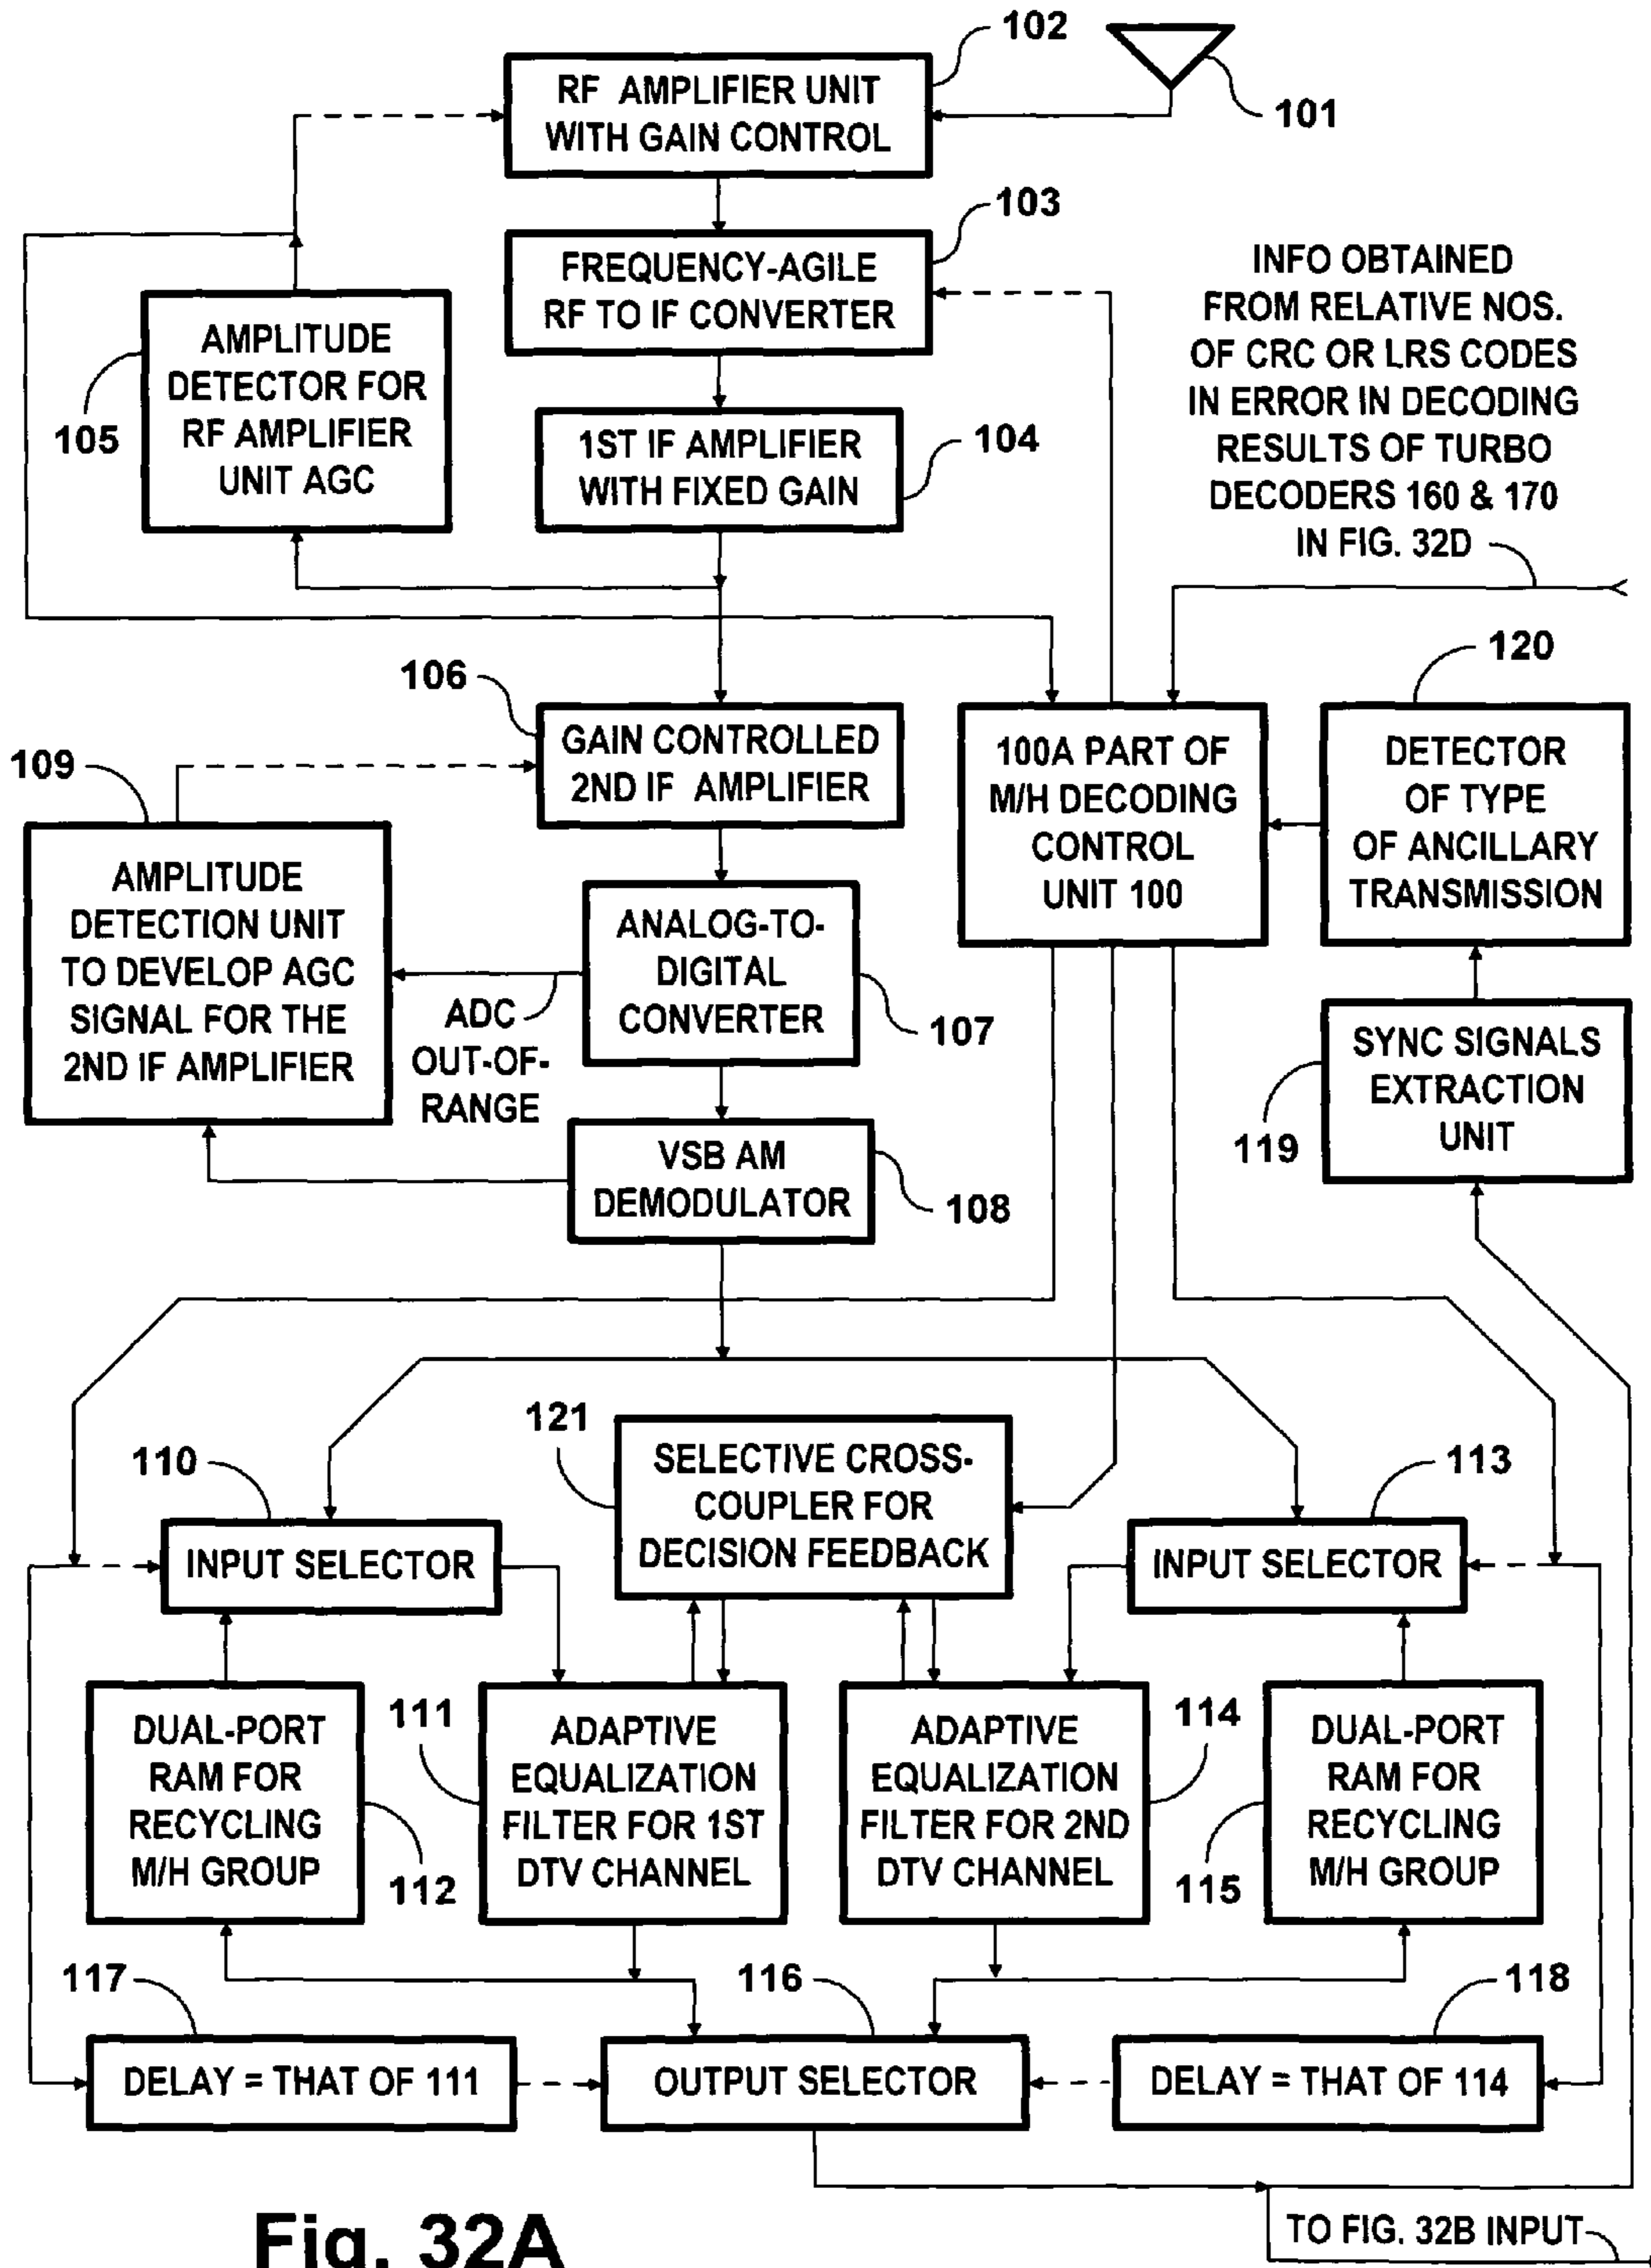 102
RF AMPLIFIER UNIT
WITH GAIN CONTROL
101
103
FREQUENCY-AGILE
RF TO IF CONVERTER
INFO OBTAINED
FROM RELATIVE NOS.
OF CRC OR LRS CODES
IN ERROR IN DECODING
RESULTS OF TURBO
DECODERS 160 & 170
IN FIG. 32D
AMPLITUDE
DETECTOR FOR
RF AMPLIFIER
UNIT AGC
105
1ST IF AMPLIFIER
WITH FIXED GAIN
104
106
GAIN CONTROLLED
2ND IF AMPLIFIER
100A PART OF
M/H DECODING
CONTROL
UNIT 100
120
DETECTOR
OF TYPE
OF ANCILLARY
TRANSMISSION
109
AMPLITUDE
DETECTION UNIT
TO DEVELOP AGC
SIGNAL FOR THE
2ND IF AMPLIFIER
ADC
OUT-OF-
RANGE
ANALOG-TO-
DIGITAL
CONVERTER
107
SYNC SIGNALS
EXTRACTION
UNIT
119
VSB AM
DEMODULATOR
108
121
SELECTIVE CROSS-
COUPLER FOR
DECISION FEEDBACK
110
INPUT SELECTOR
113
INPUT SELECTOR
DUAL-PORT
RAM FOR
RECYCLING
M/H GROUP
112
111
ADAPTIVE
EQUALIZATION
FILTER FOR 1ST
DTV CHANNEL
ADAPTIVE
EQUALIZATION
FILTER FOR 2ND
DTV CHANNEL
114
DUAL-PORT
RAM FOR
RECYCLING
M/H GROUP
115
117
DELAY = THAT OF 111
116
OUTPUT SELECTOR
118
DELAY = THAT OF 114
TO FIG. 32B INPUT
Fig. 32A